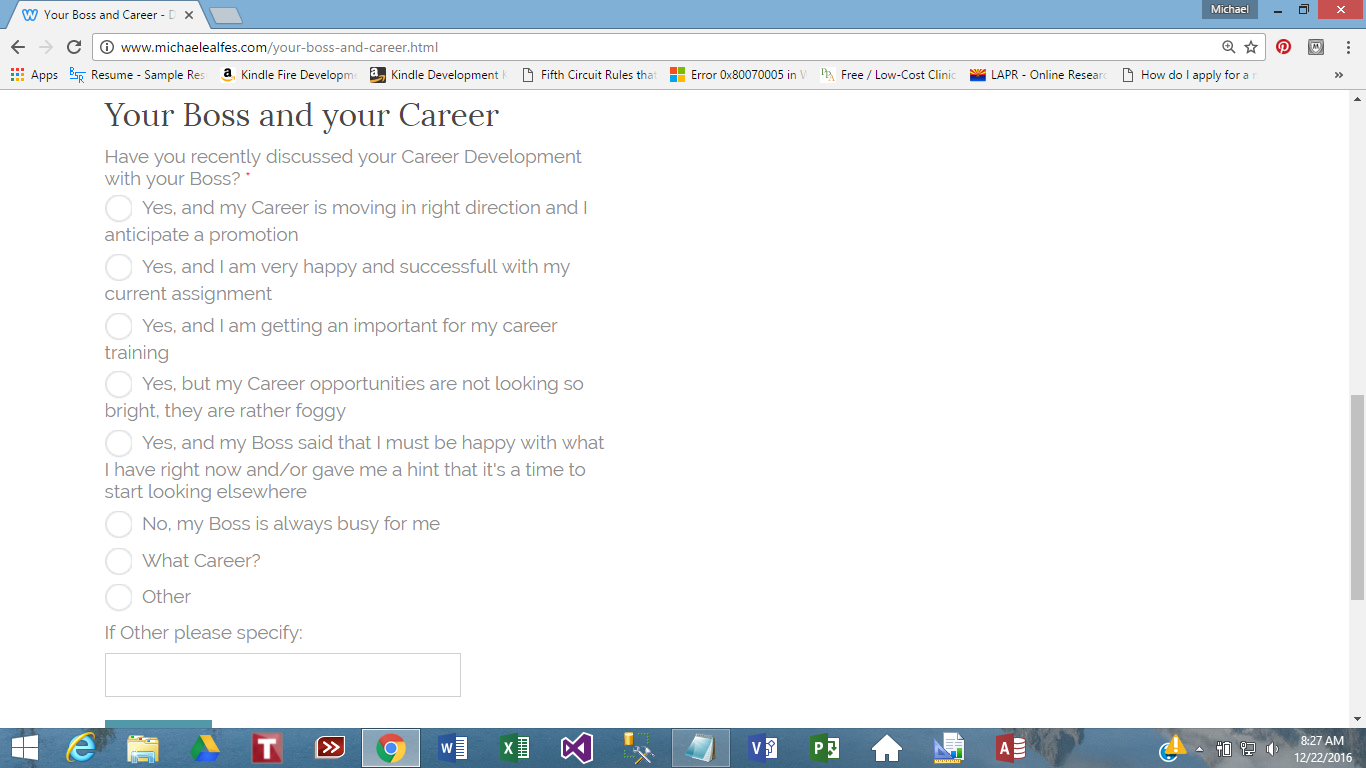 Your Boss and Career - D
Michael
www.michaelealfes.com/your-boss-and-career.html
Apps Resume - Sample Res Kindle Fire Developm Kindle Development Fifth Circuit Rules that Error 0x80070005 in Free / Low-Cost Clinic LAPR - Online Resear How do I apply for a »
Your Boss and your Career
Have you recently discussed your Career Development
with your Boss? *
Yes, and my Career is moving in right direction and I
anticipate a promotion
Yes, and I am very happy and successfull with my
current assignment
Yes, and I am getting an important for my career
training
Yes, but my Career opportunities are not looking so
bright, they are rather foggy
Yes, and my Boss said that I must be happy with what
I have right now and/or gave me a hint that it's a time to
start looking elsewhere
No, my Boss is always busy for me
What Career?
Other
If Other please specify:
8:27 AM
12/22/2016